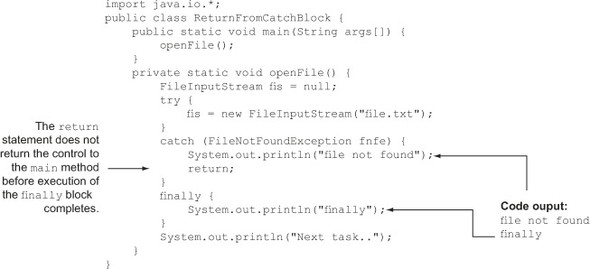 import java.io.*;
public class ReturnFromCatchBlock {
public static void main(String args[]) {
openFile();
}
private static void openFile() {
FileInputStream fis = null;
try {
fis = new FileInputStream("file.txt");
}
catch (FileNotFoundException fnfe) {
System.out.println("file not found");
return;
}
finally {
System.out.println("finally");
}
System.out.println("Next task..");
}
}
The return
statement does not
return the control to
the main method
before execution of
the finally block
completes.
Code ouput:
file not found
finally